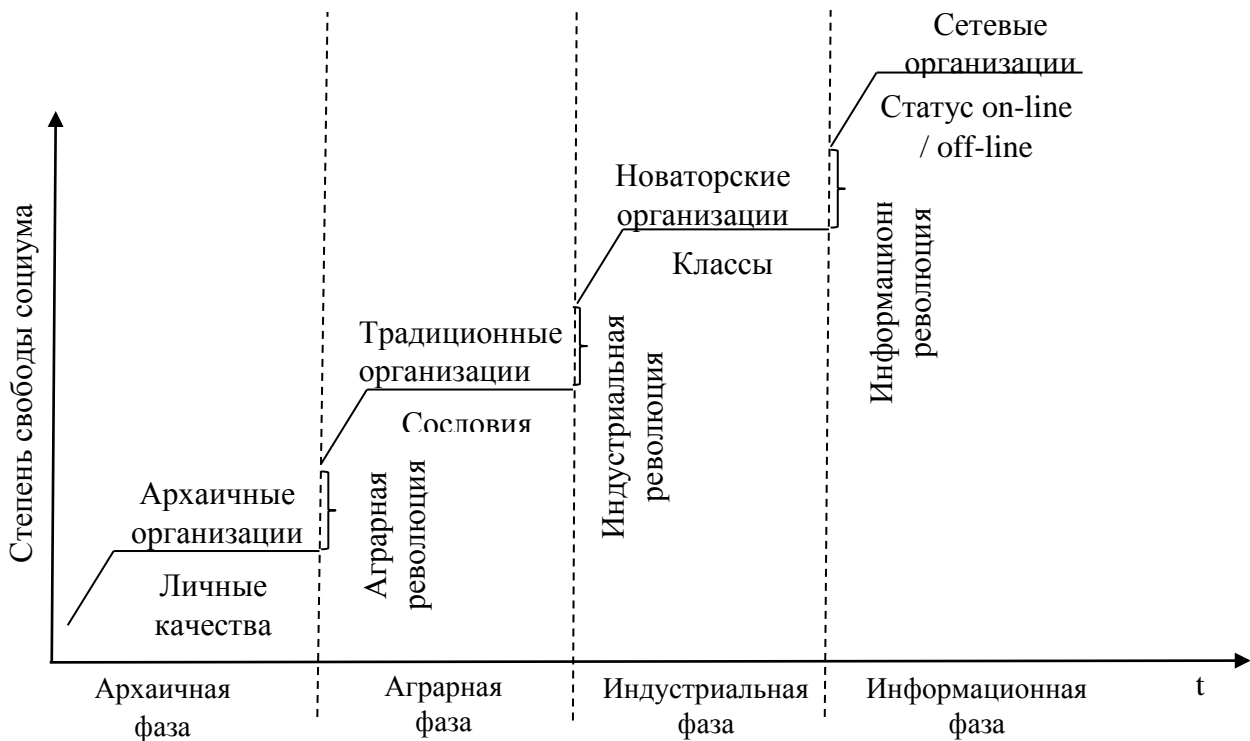 Сетевые
организации
Статус on-line
/ off-line
Новаторские
организации
Классы
Информационн
революция
Традиционные
организации
Сословия
Индустриальная
революция
Архаичные
организации
Личные
качества
Аграрная
революция
Степень свободы социума
Архаичная
фаза
Аграрная
фаза
Индустриальная
фаза
Информационная
фаза
t